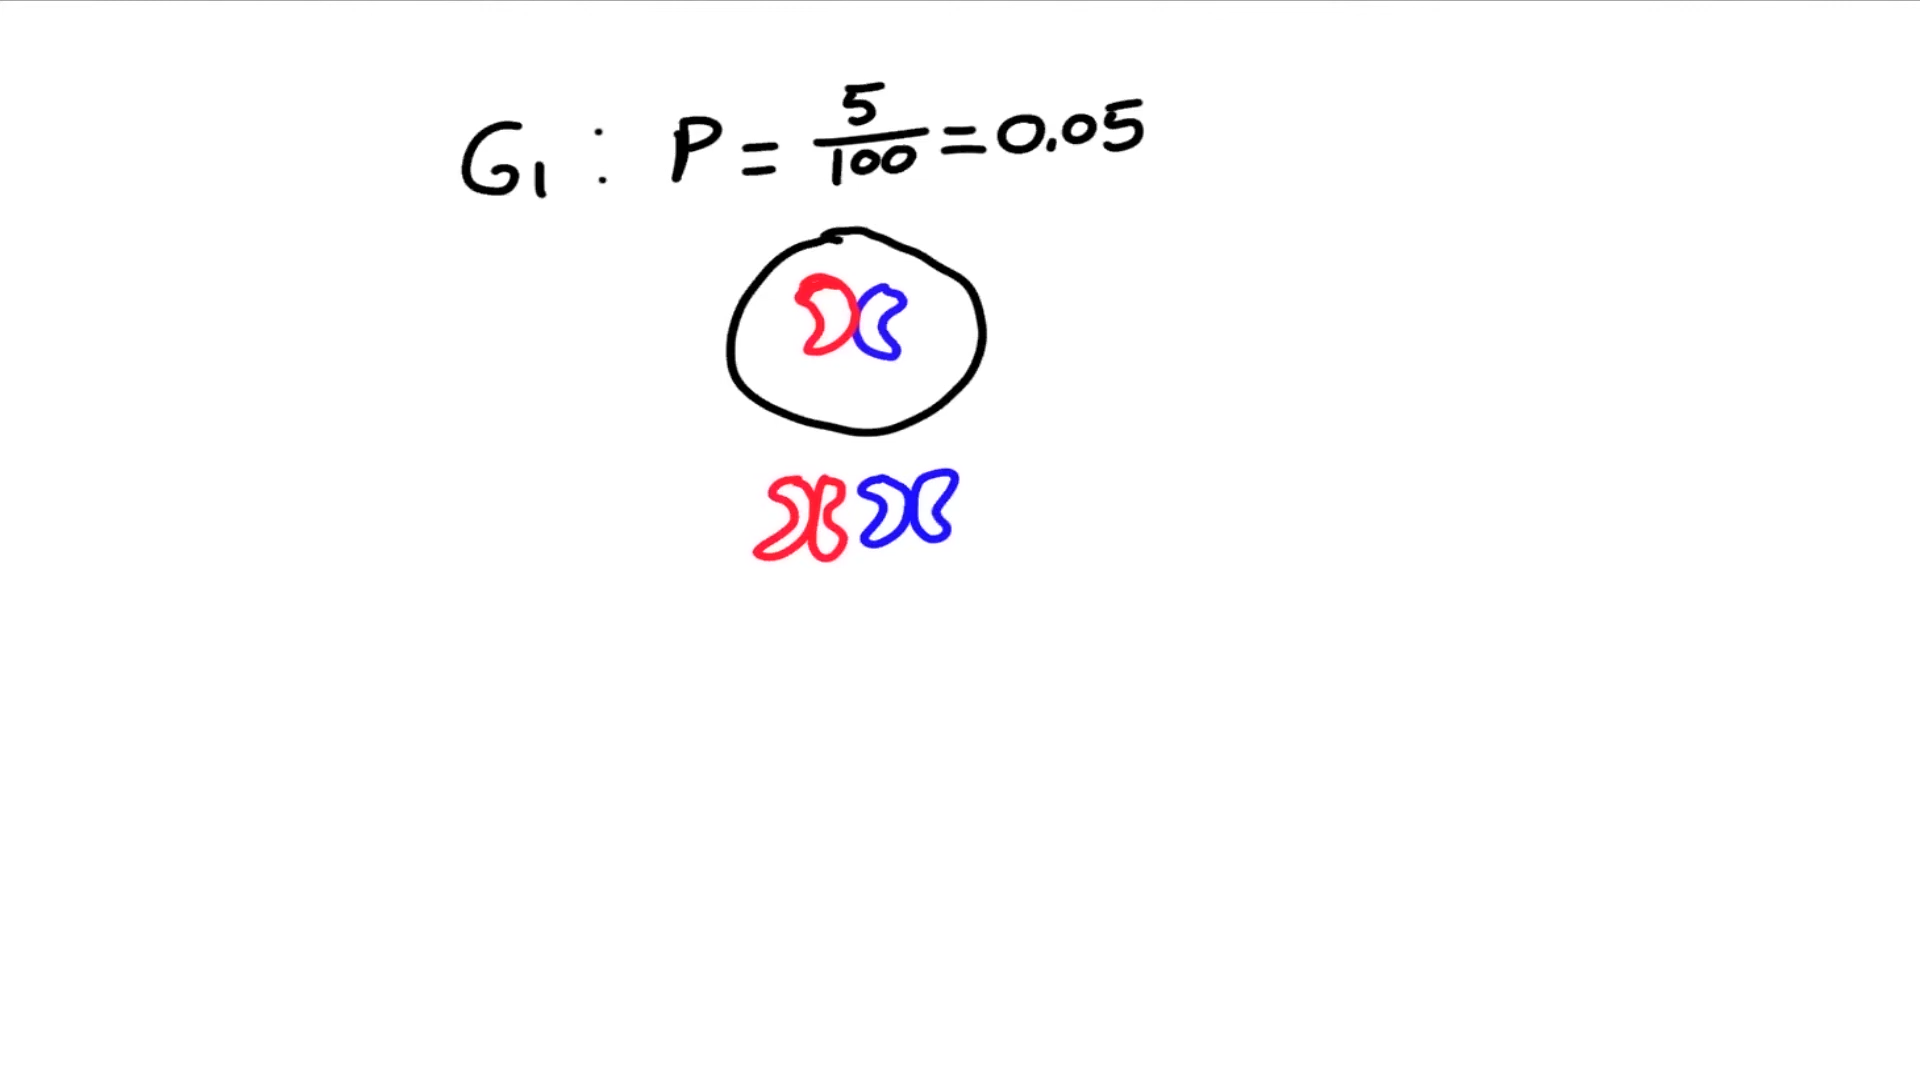 G1 : P = 5/100 = 0.05